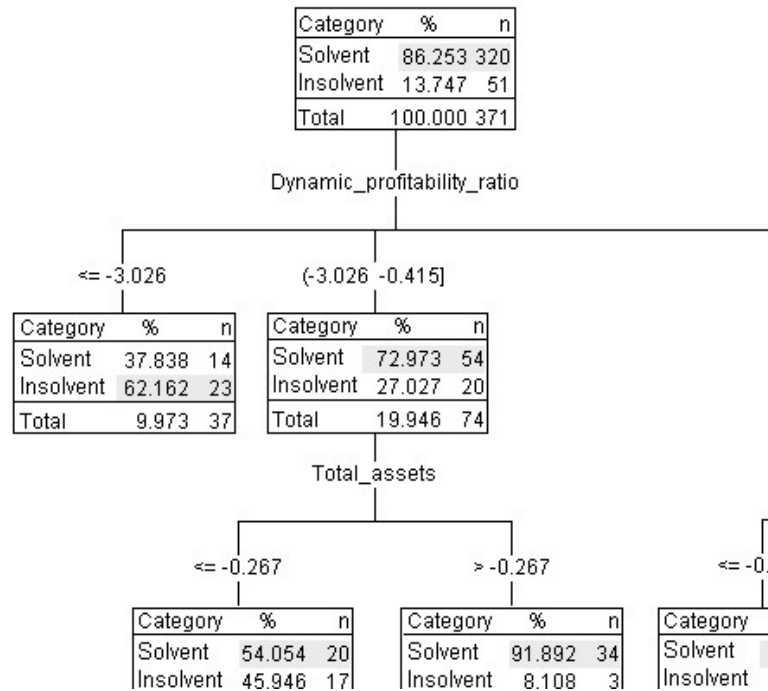 Category % n
Solvent 86.253 320
Insolvent 13.747 51
Total 100.000 371
Dynamic_profitability_ratio
<= -3.026
(-3.026 -0.415]
Category % n
Solvent 37.838 14
Insolvent 62.162 23
Total 9.973 37
Category % n
Solvent 72.973 54
Insolvent 27.027 20
Total 19.946 74
Total_assets
<= -0.267
> -0.267
<= -0.
Category % n
Solvent 54.054 20
Insolvent 45.946 17
Category % n
Solvent 91.892 34
Insolvent 8.108 3
Category
Solvent
Insolvent